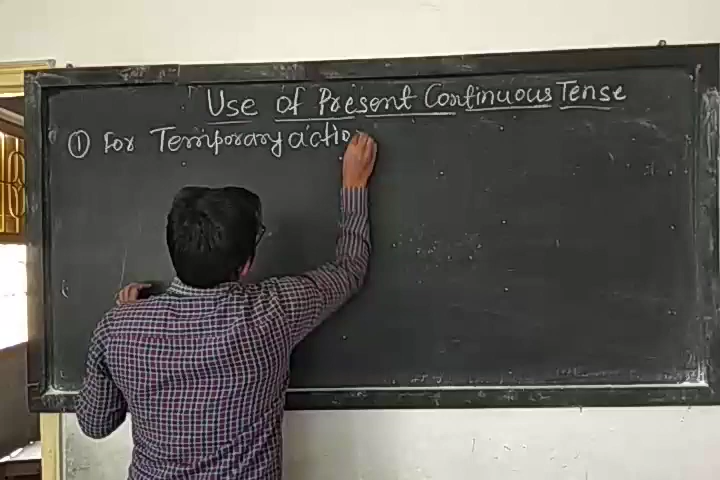 Use of Present Continuous Tense
① For Temporary actio